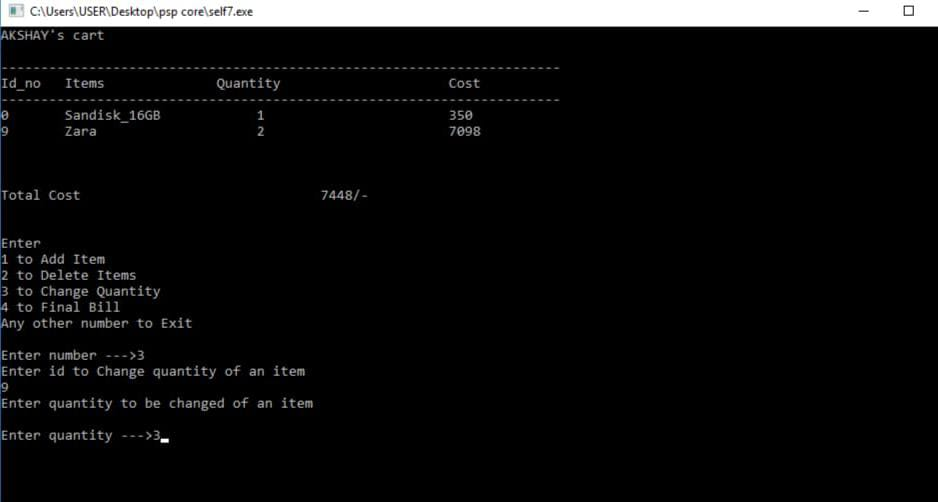 C:\Users\USER\Desktop\psp core\self7.exe
AKSHAY's cart
----------------------------------------------------------------------
Id_no Items Quantity Cost
----------------------------------------------------------------------
0 Sandisk_16GB 1 350
9 Zara 2 7098
Total Cost 7448/-
Enter
1 to Add Item
2 to Delete Items
3 to Change Quantity
4 to Final Bill
Any other number to Exit
Enter number --->3
Enter id to Change quantity of an item
9
Enter quantity to be changed of an item
Enter quantity --->3